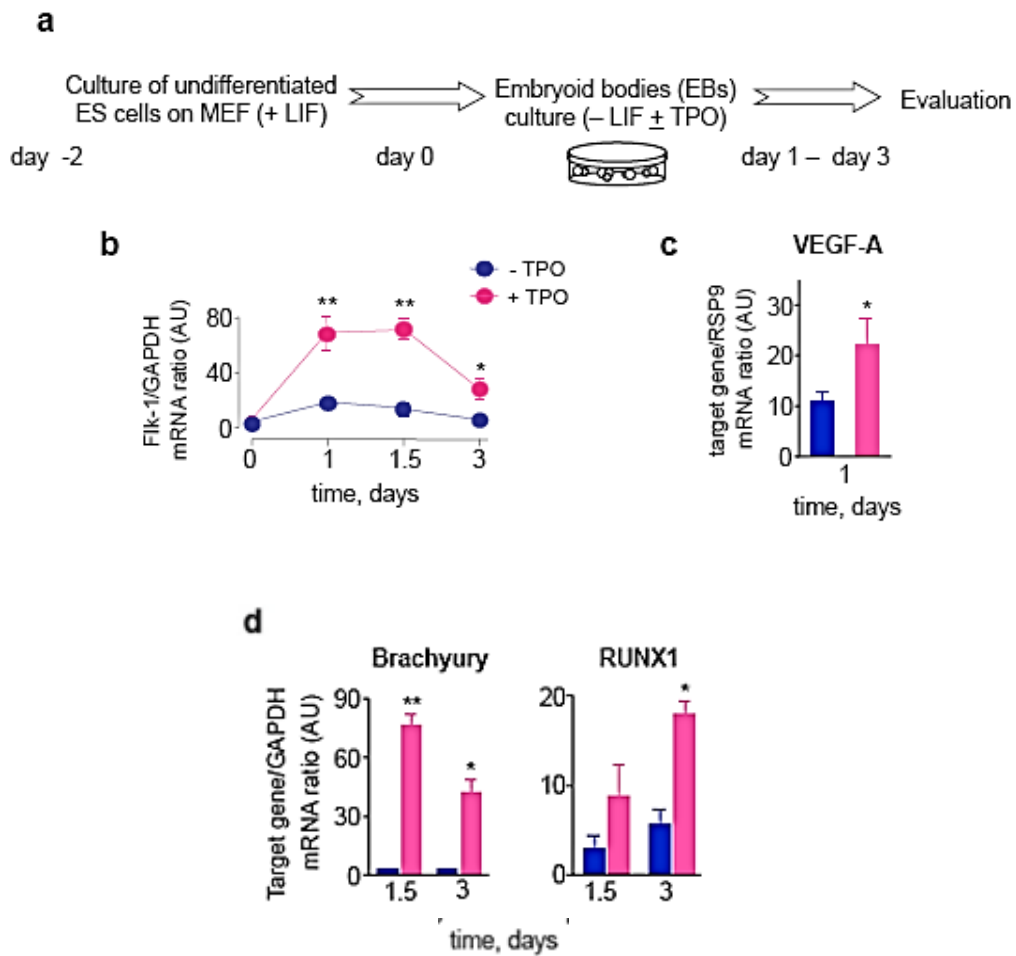 a
Culture of undifferentiated
ES cells on MEF (+ LIF)
Embryoid bodies (EBs)
culture (– LIF ± TPO)
Evaluation
day -2
day 0
day 1 – day 3
b
- TPO
+ TPO
Flk-1/GAPDH
mRNA ratio (AU)
80
40
0
**
**
*
0
1
1.5
3
time, days
c
VEGF-A
target gene/RSP9
mRNA ratio (AU)
30
20
10
0
*
1
time, days
d
Brachyury
Target gene/GAPDH
mRNA ratio (AU)
90
60
30
0
**
*
1.5
3
RUNX1
20
10
0
*
1.5
3
time, days